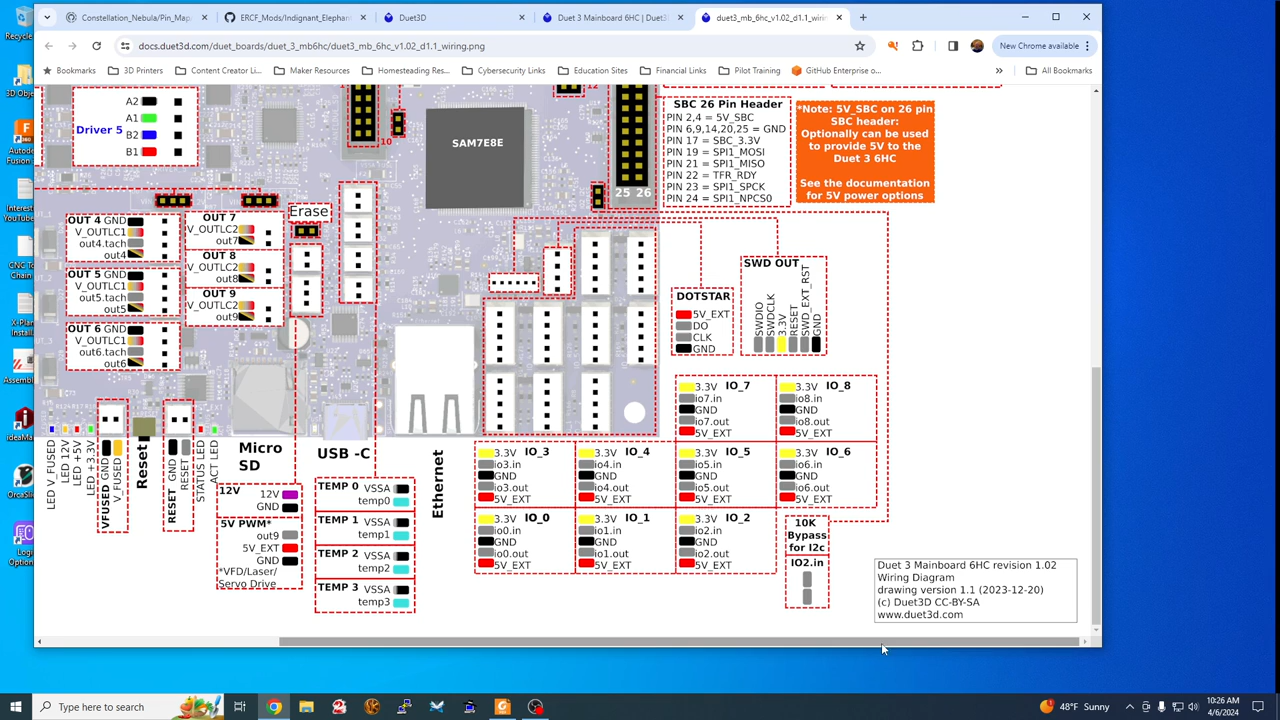 Constellation_Nebula/Pin_Map
ERCF_Mods/Indignant_Elephan
Duet3D
Duet 3 Mainboard 6HC | Duet3
duet3_mb_6hc_v1.02_d1.1_wirin
docs.duet3d.com/duet_boards/duet_3_mb6hc/duet3_mb_6hc_v1.02_d1.1_wiring.png
New Chrome available
Bookmarks
3D Printers
Content Creator Li...
Maker Resources
Homesteading Res...
Cybersecurity Links
Education Sites
Financial Links
Pilot Training
GitHub Enterprise o...
»
All Bookmarks
Driver 5
A2
A1
B2
B1
10
12
SAM78E
25 26
SBC 26 Pin Header
PIN 2,4 = 5V_SBC
PIN 6,9,14,20,25 = GND
PIN 17 = SBC_3.3V
PIN 19 = SPI1_MOSI
PIN 21 = SPI1_MISO
PIN 22 = TFR_RDY
PIN 23 = SPI1_SPCK
PIN 24 = SPI1_NPCS0
*Note: 5V_SBC on 26 pin
SBC header:
Optionally can be used
to provide 5V to the
Duet 3 6HC
See the documentation
for 5V power options
OUT 4 GND
V_OUTLC1
out4.tach
out4
OUT 5 GND
V_OUTLC1
out5.tach
out5
OUT 6 GND
V_OUTLC1
out6.tach
out6
OUT 7
V_OUTLC2
out7
OUT 8
V_OUTLC2
out8
OUT 9
V_OUTLC2
out9
Erase
DOTSTAR
5V_EXT
DO
CLK
GND
SWD OUT
SWDIO
SWDCLK
3.3V
RESET
SWD_EXT_RST
GND
3.3V IO_7
io7.in
GND
io7.out
5V_EXT
3.3V IO_8
io8.in
GND
io8.out
5V_EXT
3.3V IO_3
io3.in
GND
io3.out
5V_EXT
3.3V IO_4
io4.in
GND
io4.out
5V_EXT
3.3V IO_5
io5.in
GND
io5.out
5V_EXT
3.3V IO_6
io6.in
GND
io6.out
5V_EXT
3.3V IO_0
io0.in
GND
io0.out
5V_EXT
3.3V IO_1
io1.in
GND
io1.out
5V_EXT
3.3V IO_2
io2.in
GND
io2.out
5V_EXT
10K
Bypass
for I2c
IO2.in
LED V_FUSED
LED 12V
LED +5V
LED +3.3V
VFUSED GND
V_FUSED
Reset
RESET GND
RESET
STATUS LED
ACT LED
Micro
SD
USB -C
Ethernet
12V
12V
GND
5V PWM*
out9
5V_EXT
GND
*VFD/Laser/
Servo Drive
TEMP 0 VSSA
temp0
TEMP 1 VSSA
temp1
TEMP 2 VSSA
temp2
TEMP 3 VSSA
temp3
Duet 3 Mainboard 6HC revision 1.02
Wiring Diagram
drawing version 1.1 (2023-12-20)
(c) Duet3D CC-BY-SA
www.duet3d.com
Type here to search
48°F Sunny
10:26 AM
4/6/2024